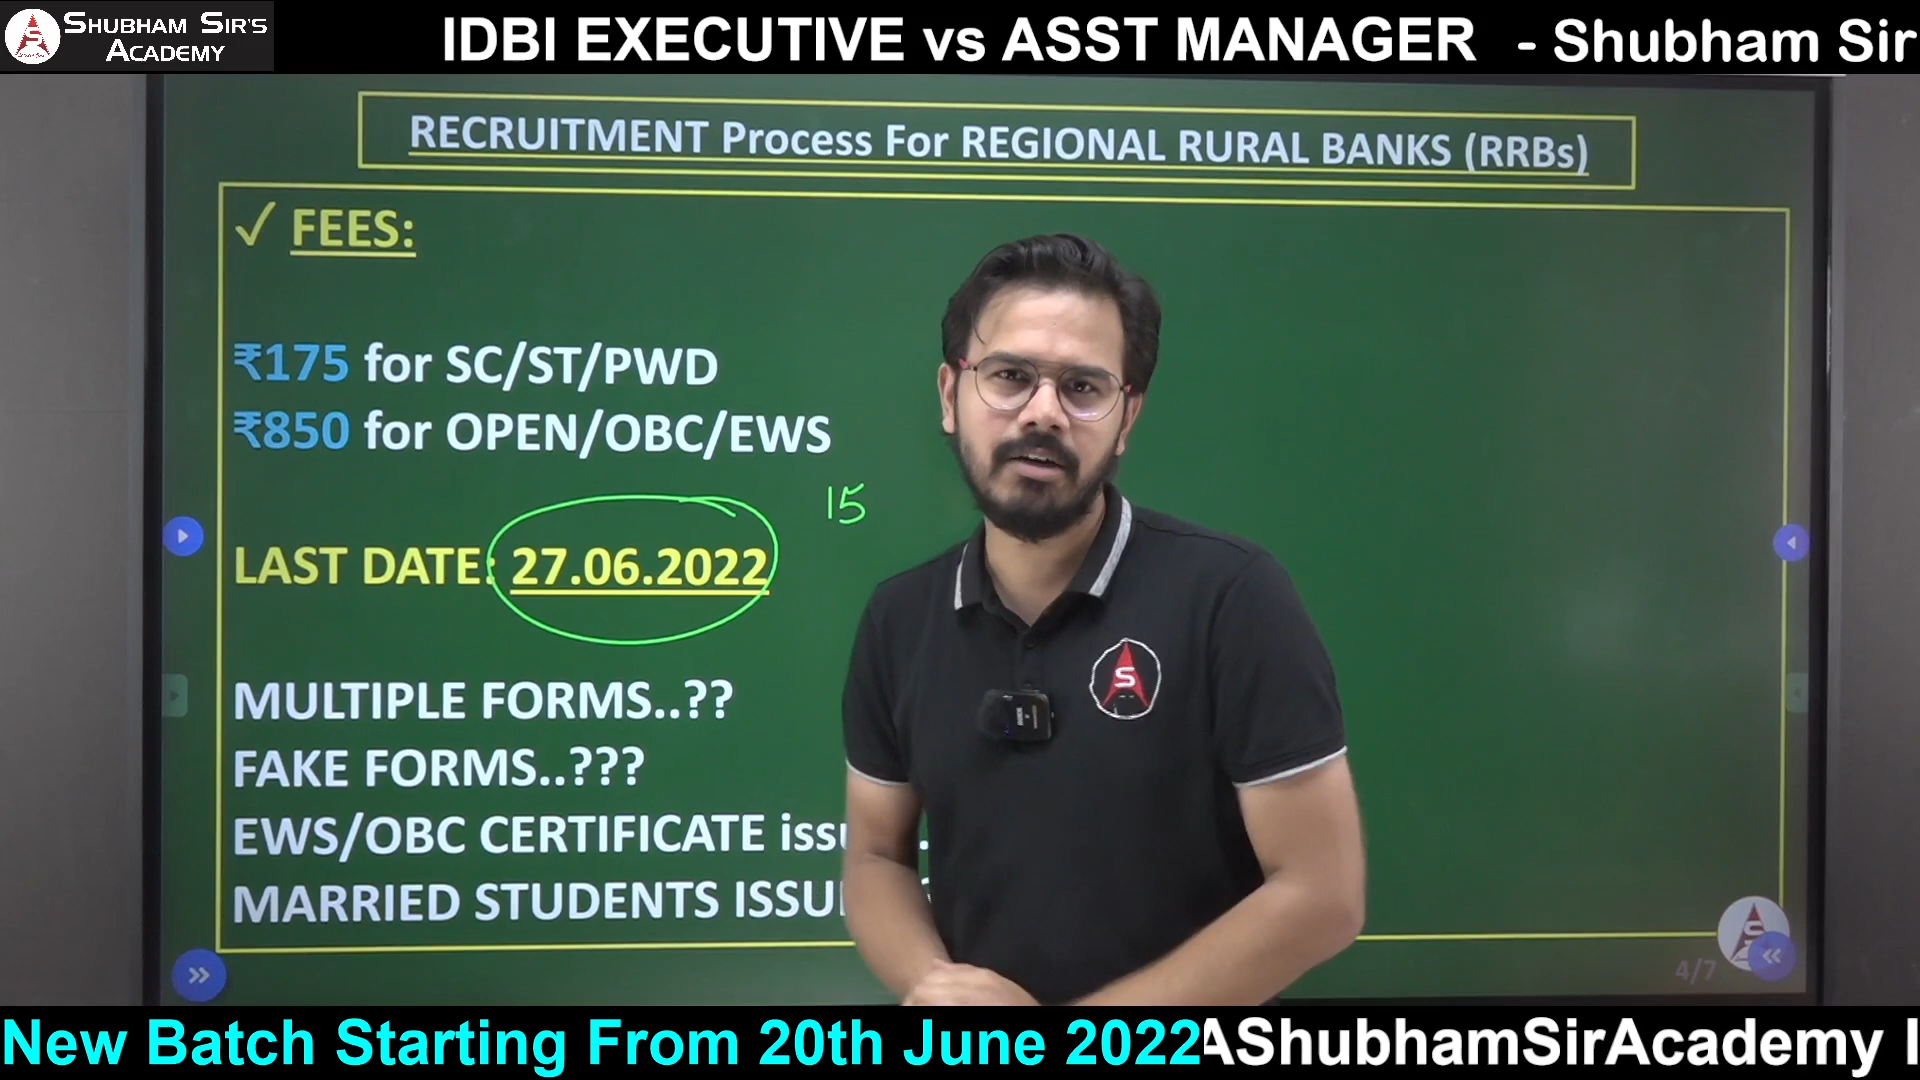 SHUBHAM SIR'S
ACADEMY
IDBI EXECUTIVE vs ASST MANAGER - Shubham Sir
RECRUITMENT Process For REGIONAL RURAL BANKS (RRBs)
✓ FEES:
₹175 for SC/ST/PWD
₹850 for OPEN/OBC/EWS
15
LAST DATE: 27.06.2022
MULTIPLE FORMS..??
FAKE FORMS..???
EWS/OBC CERTIFICATE
MARRIED STUDENTS
S
4/7
New Batch Starting From 20th June 2022 AShubhamSirAcademy